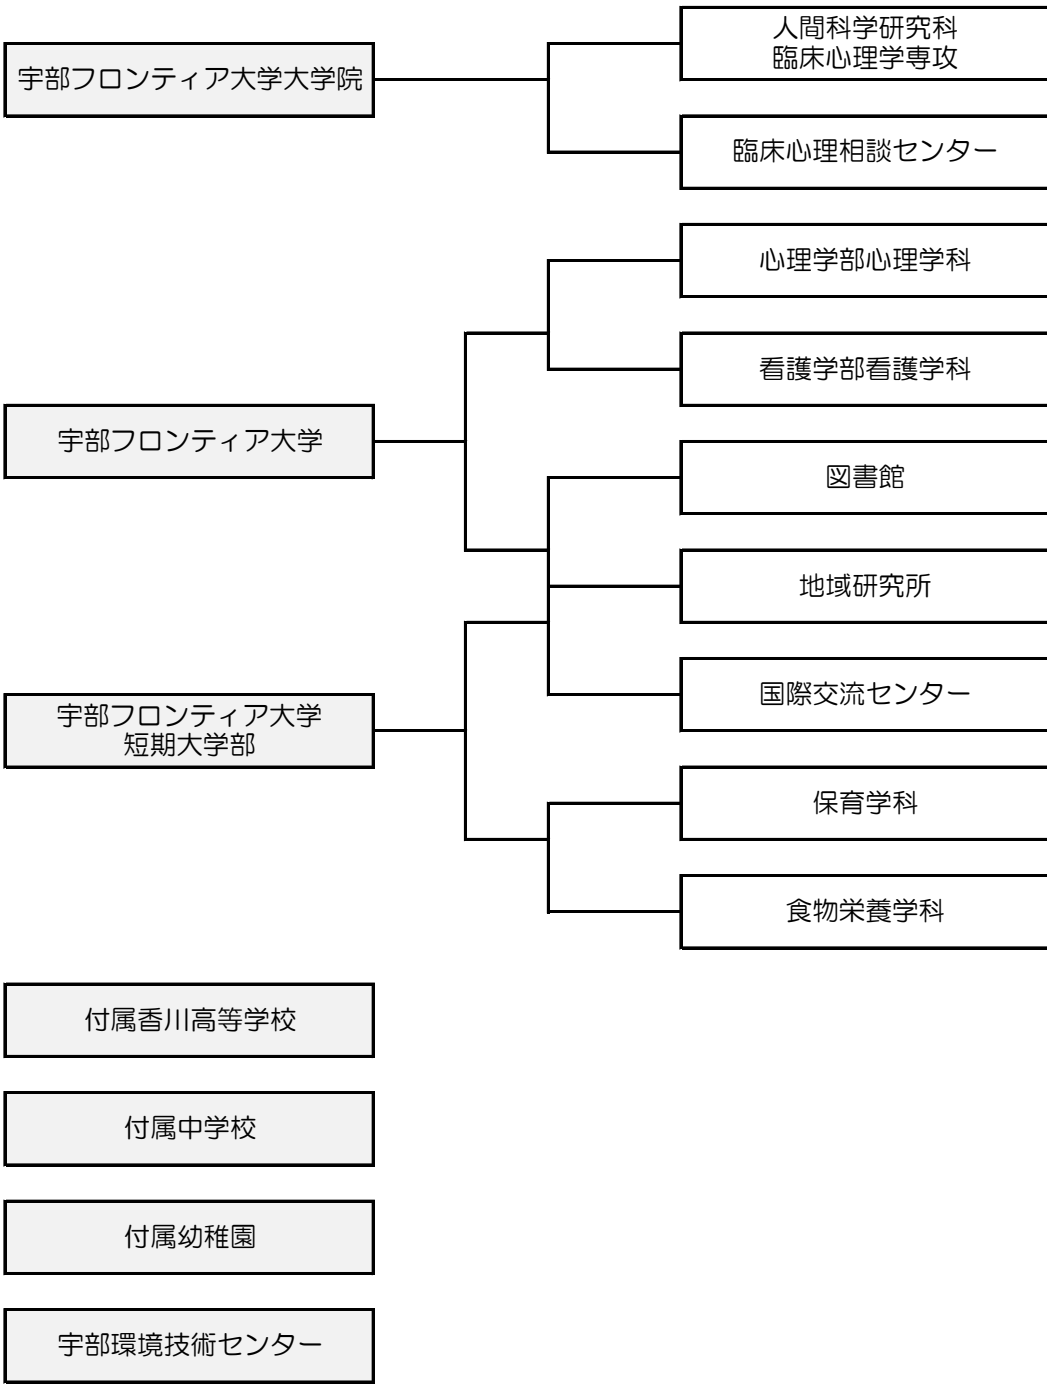 宇部フロンティア大学大学院
人間科学研究科
臨床心理学専攻
臨床心理相談センター
宇部フロンティア大学
心理学部心理学科
看護学部看護学科
図書館
地域研究所
国際交流センター
宇部フロンティア大学
短期大学部
保育学科
食物栄養学科
付属香川高等学校
付属中学校
付属幼稚園
宇部環境技術センター